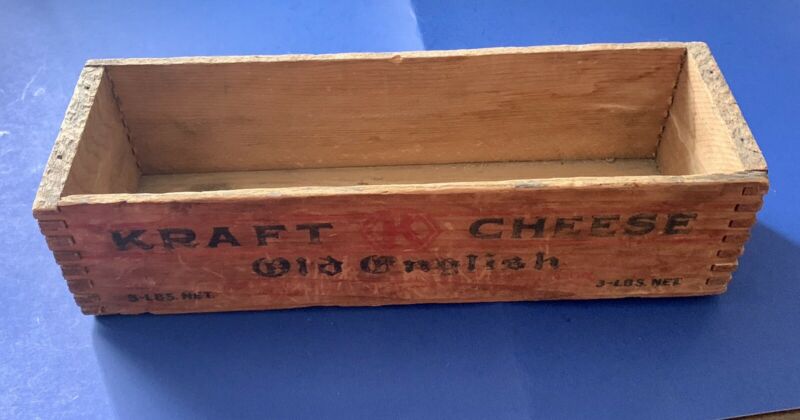 KRAFT K CHEESE
Old English
3-LBS. NET. 3-LBS. NET